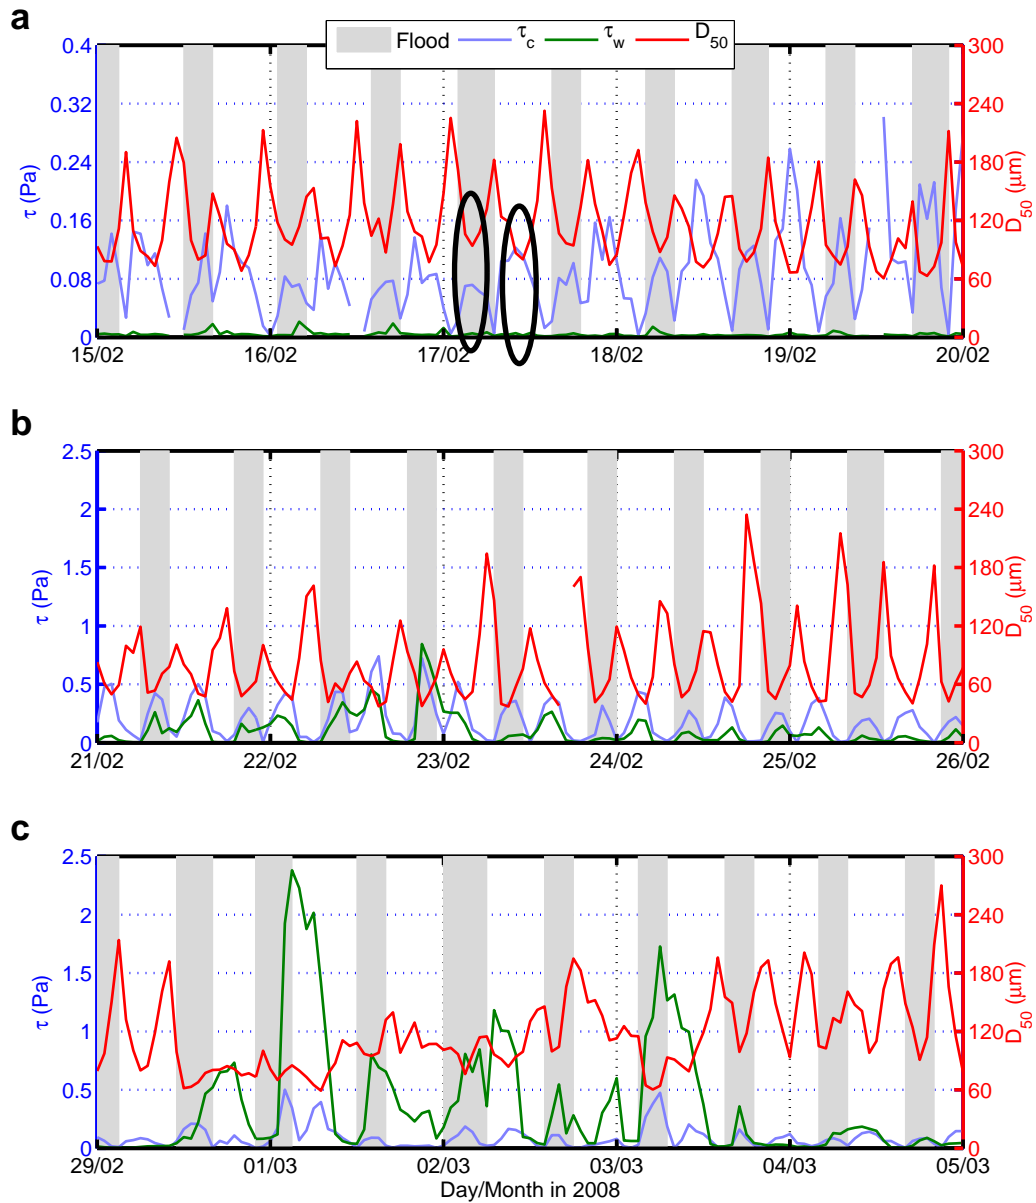 a
Flood τc τw D50
0.4 300
0.32 240
0.24 180
0.16 120
0.08 60
0 0
τ (Pa)
D50 (μm)
15/02 16/02 17/02 18/02 19/02 20/02
b
2.5 300
2 240
1.5 180
1 120
0.5 60
0 0
τ (Pa)
D50 (μm)
21/02 22/02 23/02 24/02 25/02 26/02
c
2.5 300
2 240
1.5 180
1 120
0.5 60
0 0
τ (Pa)
D50 (μm)
29/02 01/03 02/03 03/03 04/03 05/03
Day/Month in 2008